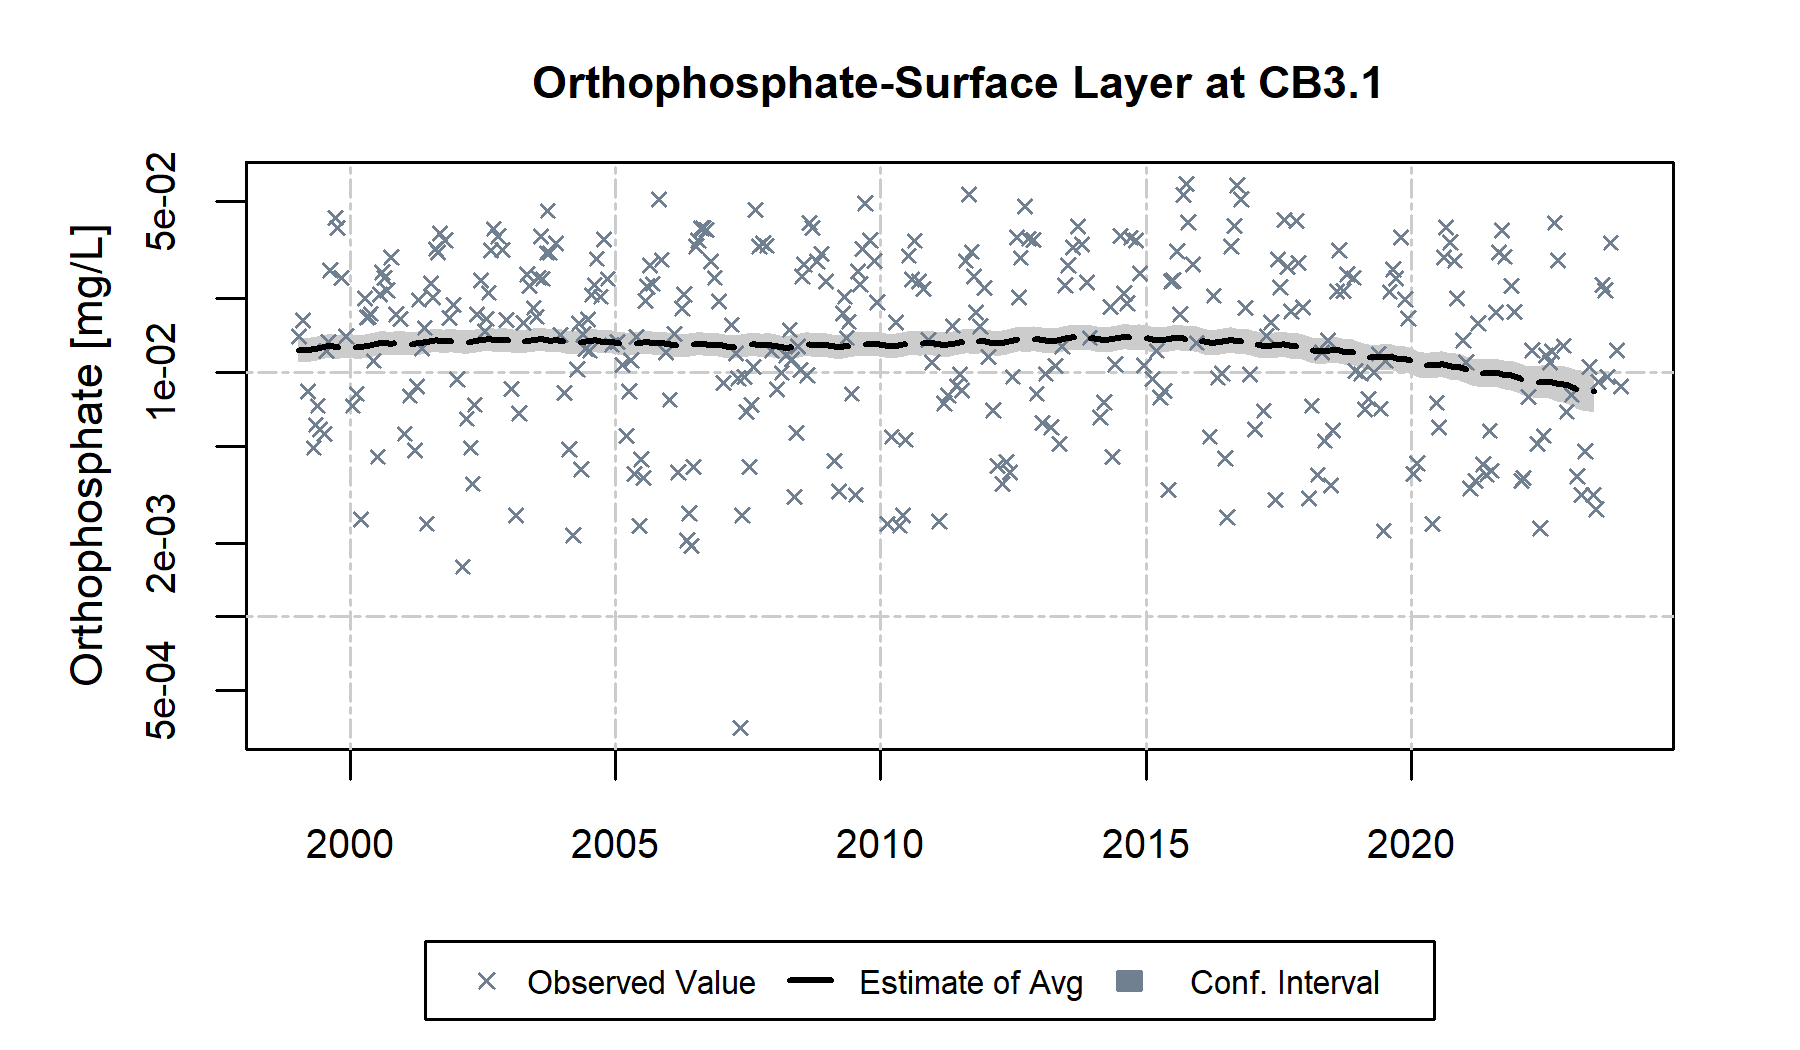 Orthophosphate-Surface Layer at CB3.1
Orthophosphate [mg/L]
5e-02
1e-02
2e-03
5e-04
2000 2005 2010 2015 2020
Observed Value Estimate of Avg Conf. Interval